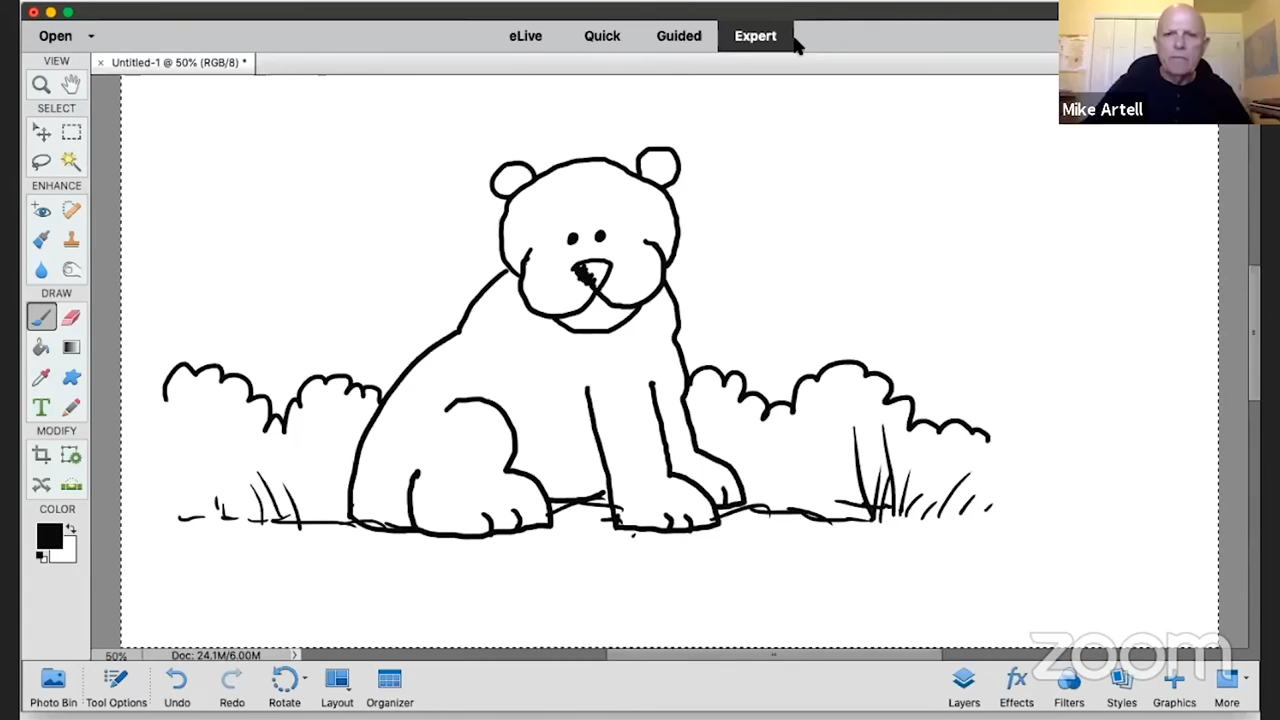 Open eLive Quick Guided Expert
VIEW × Untitled-1 @ 50% (RGB/8) *
Mike Artell
SELECT
ENHANCE
DRAW
T
MODIFY
COLOR
50% Doc: 24.1M/6.00M
zoom
fx
Photo Bin Tool Options Undo Redo Rotate Layout Organizer Layers Effects Filters Styles Graphics More